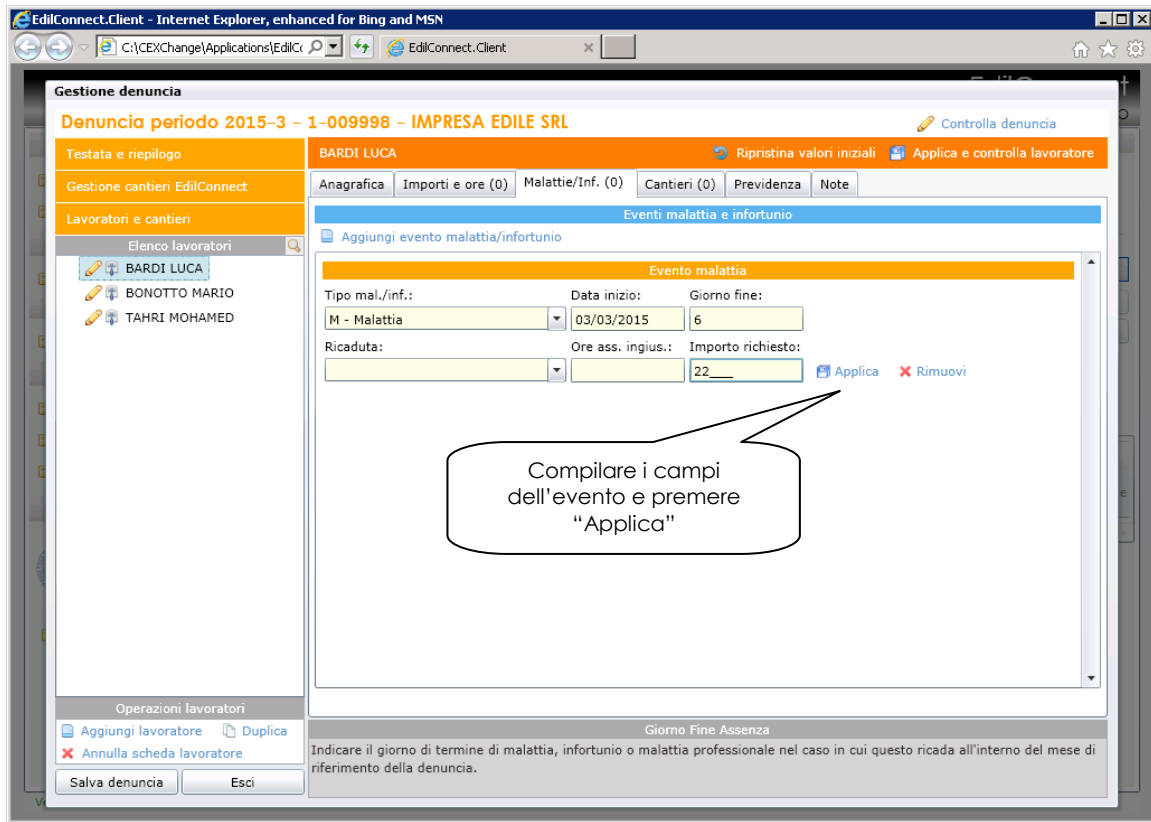 EdilConnect.Client - Internet Explorer, enhanced for Bing and MSN
C:\CEXChange\Applications\EdilCo
EdilConnect.Client
Gestione denuncia
Denuncia periodo 2015-3 - 1-009998 - IMPRESA EDILE SRL
Controlla denuncia
Testata e riepilogo
Gestione cantieri EdilConnect
Lavoratori e cantieri
Elenco lavoratori
BARDI LUCA
BONOTTO MARIO
TAHRI MOHAMED
Operazioni lavoratori
Aggiungi lavoratore Duplica
Annulla scheda lavoratore
Salva denuncia Esci
BARDI LUCA Ripristina valori iniziali Applica e controlla lavoratore
Anagrafica Importi e ore (0) Malattie/Inf. (0) Cantieri (0) Previdenza Note
Eventi malattia e infortunio
Aggiungi evento malattia/infortunio
Evento malattia
Tipo mal./inf.: Data inizio: Giorno fine:
M - Malattia 03/03/2015 6
Ricaduta: Ore ass. ingius.: Importo richiesto:
22___ Applica Rimuovi
Compilare i campi
dell'evento e premere
“Applica”
Giorno Fine Assenza
Indicare il giorno di termine di malattia, infortunio o malattia professionale nel caso in cui questo ricada all'interno del mese di
riferimento della denuncia.